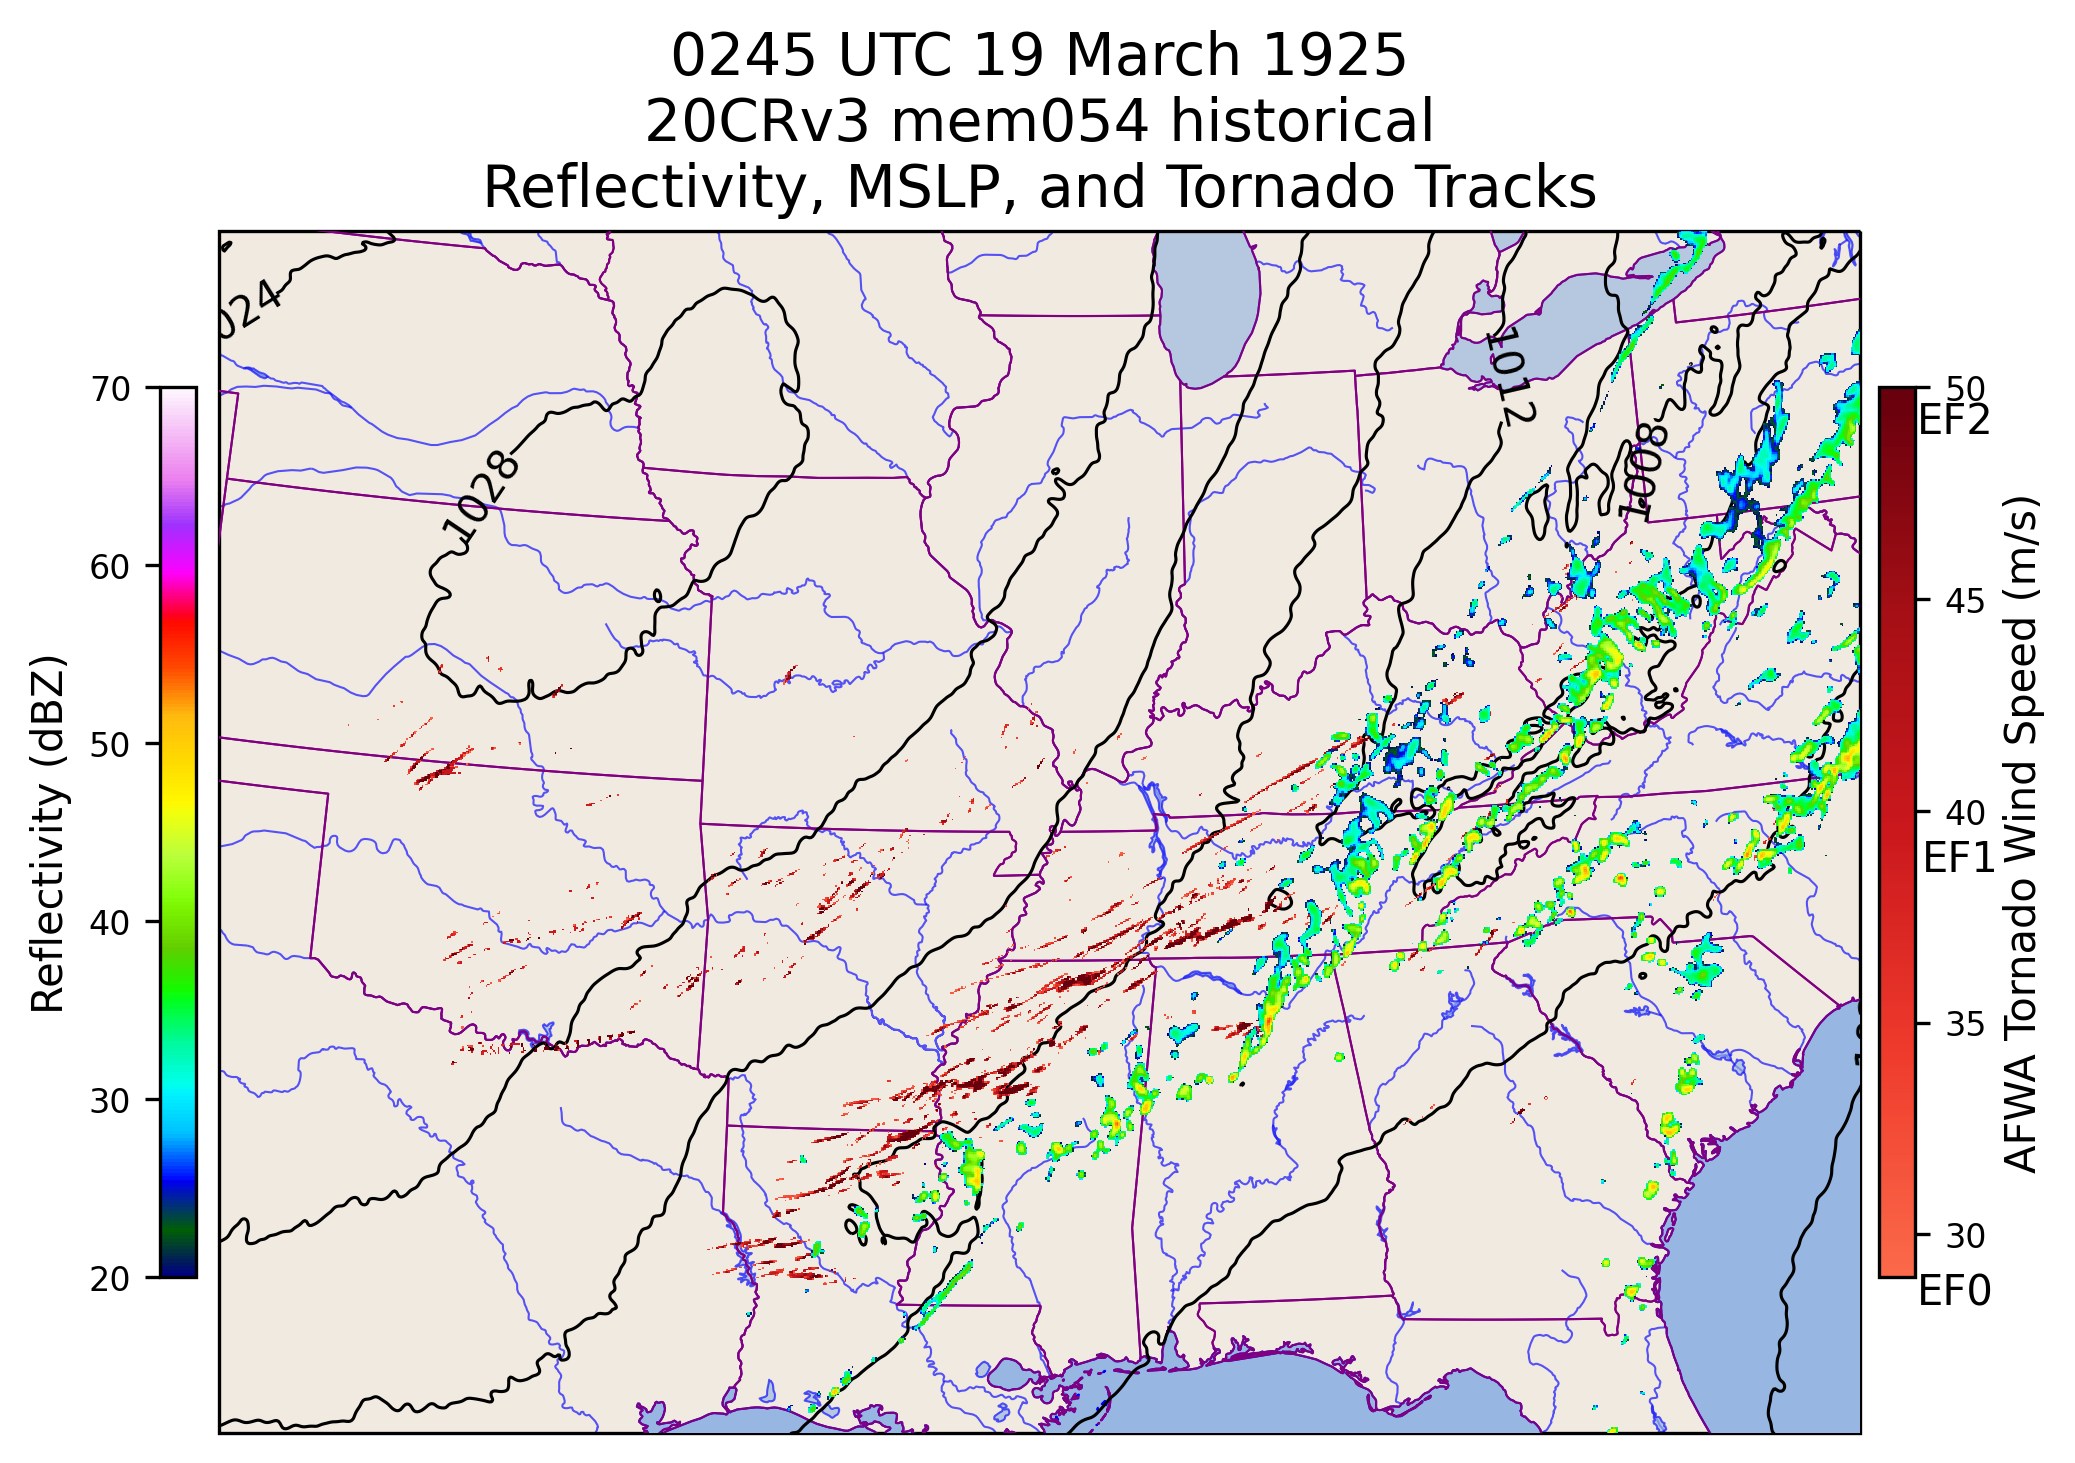 0245 UTC 19 March 1925
20CRv3 mem054 historical
Reflectivity, MSLP, and Tornado Tracks
024
1012
1028
1008
70
60
50
40
30
20
Reflectivity (dBZ)
50
EF2
45
40
EF1
35
30
EF0
AFWA Tornado Wind Speed (m/s)